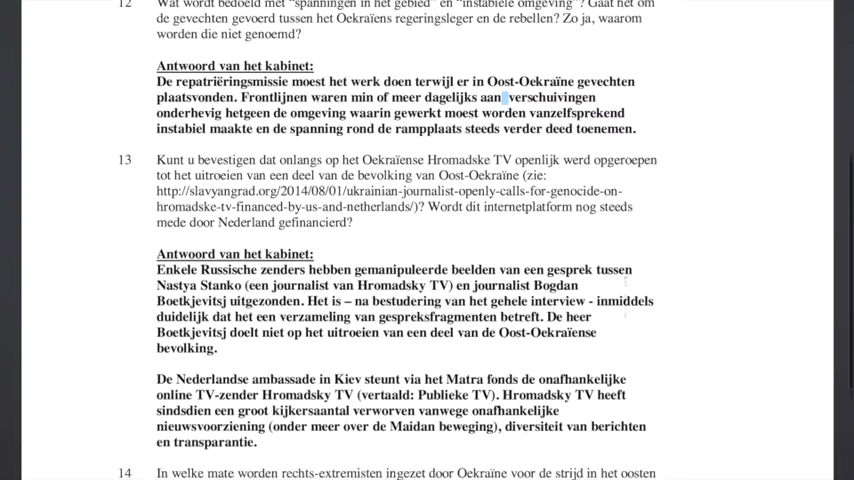 12 Wat wordt bedoeld met “spanningen in het gebied” en “instabiele omgeving”? Gaat het om
de gevechten gevoerd tussen het Oekraïens regeringsleger en de rebellen? Zo ja, waarom
worden die niet genoemd?
Antwoord van het kabinet:
De repatriëringsmissie moest het werk doen terwijl er in Oost-Oekraïne gevechten
plaatsvonden. Frontlijnen waren min of meer dagelijks aan verschuivingen
onderhevig hetgeen de omgeving waarin gewerkt moest worden vanzelfsprekend
instabiel maakte en de spanning rond de rampplaats steeds verder deed toenemen.
13 Kunt u bevestigen dat onlangs op het Oekraïense Hromadske TV openlijk werd opgeroepen
tot het uitroeien van een deel van de bevolking van Oost-Oekraïne (zie:
http://slavyangrad.org/2014/08/01/ukrainian-journalist-openly-calls-for-genocide-on-
hromadske-tv-financed-by-us-and-netherlands/)? Wordt dit internetplatform nog steeds
mede door Nederland gefinancierd?
Antwoord van het kabinet:
Enkele Russische zenders hebben gemanipuleerde beelden van een gesprek tussen
Nastya Stanko (een journalist van Hromadsky TV) en journalist Bogdan
Boetkjevitsj uitgezonden. Het is – na bestudering van het gehele interview - inmiddels
duidelijk dat het een verzameling van gespreksfragmenten betreft. De heer
Boetkjevitsj doelt niet op het uitroeien van een deel van de Oost-Oekraïense
bevolking.
De Nederlandse ambassade in Kiev steunt via het Matra fonds de onafhankelijke
online TV-zender Hromadsky TV (vertaald: Publieke TV). Hromadsky TV heeft
sindsdien een groot kijkersaantal verworven vanwege onafhankelijke
nieuwsvoorziening (onder meer over de Maidan beweging), diversiteit van berichten
en transparantie.
14 In welke mate worden rechts-extremisten ingezet door Oekraïne voor de strijd in het oosten